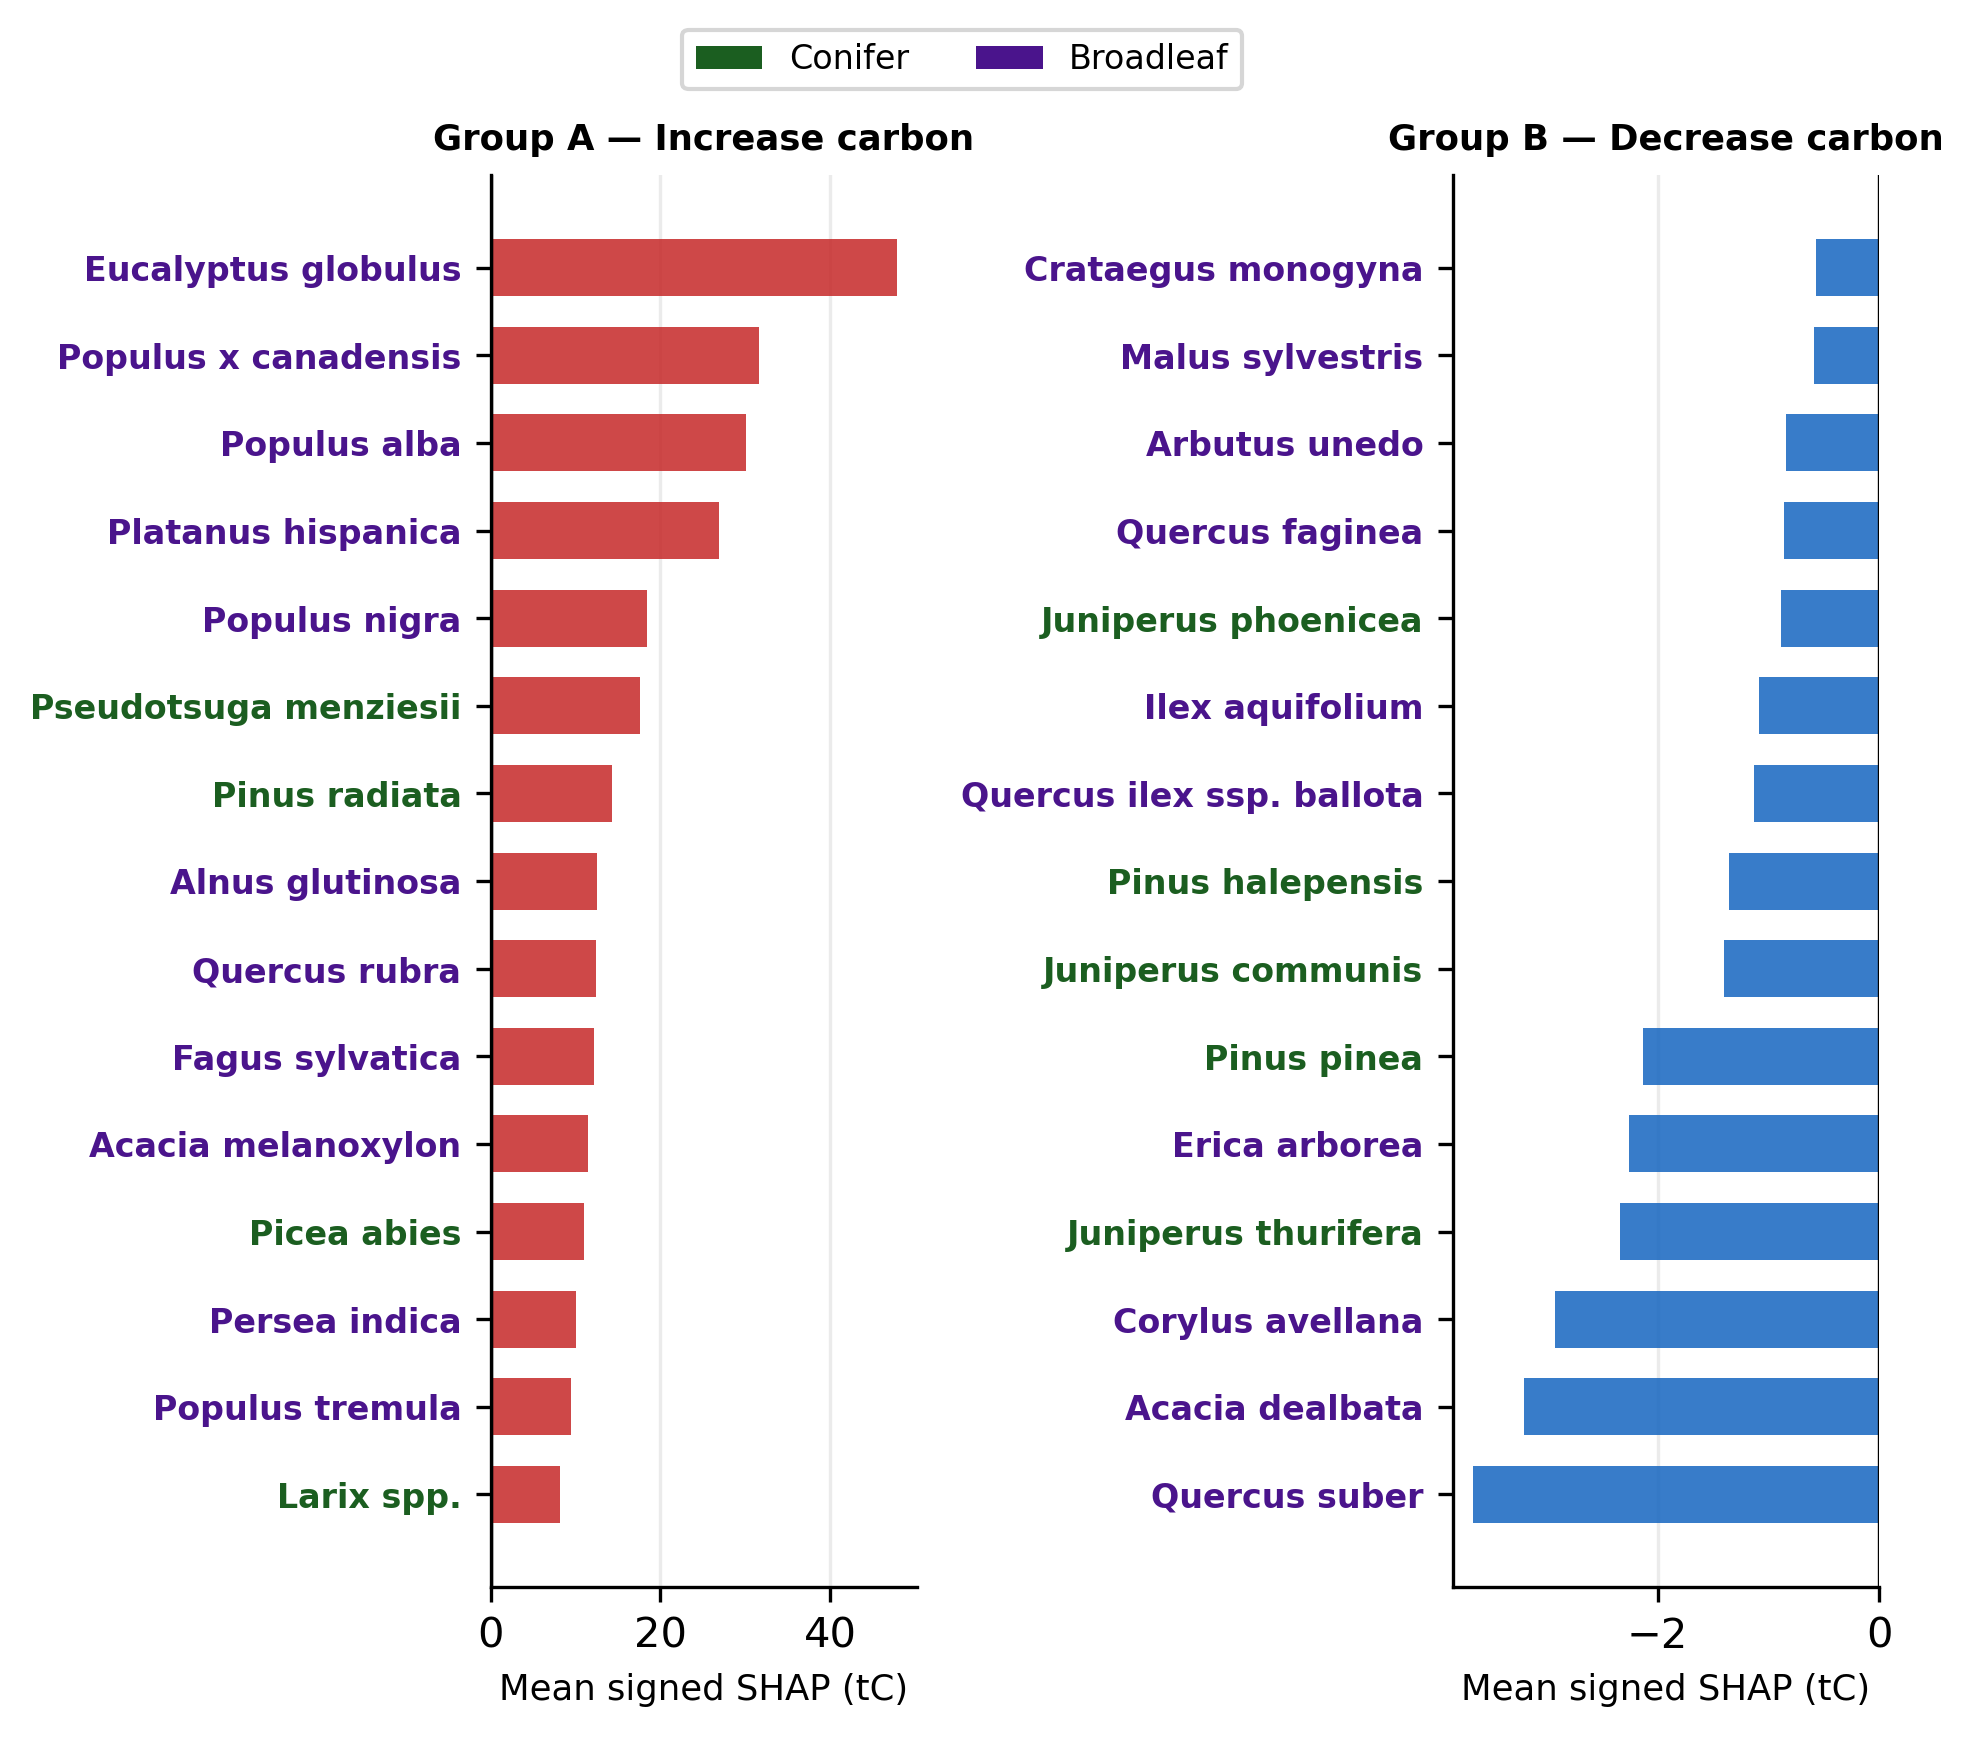 Conifer
Broadleaf
Group A — Increase carbon
Eucalyptus globulus
Populus x canadensis
Populus alba
Platanus hispanica
Populus nigra
Pseudotsuga menziesii
Pinus radiata
Alnus glutinosa
Quercus rubra
Fagus sylvatica
Acacia melanoxylon
Picea abies
Persea indica
Populus tremula
Larix spp.
0 20 40
Mean signed SHAP (tC)
Group B — Decrease carbon
Crataegus monogyna
Malus sylvestris
Arbutus unedo
Quercus faginea
Juniperus phoenicea
Ilex aquifolium
Quercus ilex ssp. ballota
Pinus halepensis
Juniperus communis
Pinus pinea
Erica arborea
Juniperus thurifera
Corylus avellana
Acacia dealbata
Quercus suber
−2 0
Mean signed SHAP (tC)